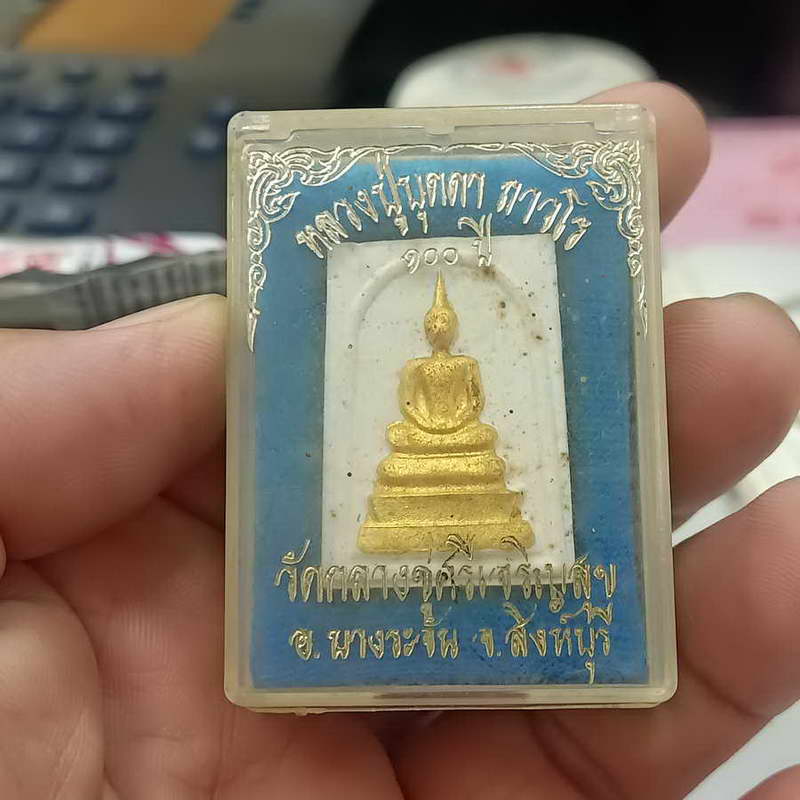 หลวงปู่บุดดา ถาวโร
๑๐๐ ปี
วัดกลางชูศรีเจริญสุข
อ. บางระจัน จ. สิงห์บุรี